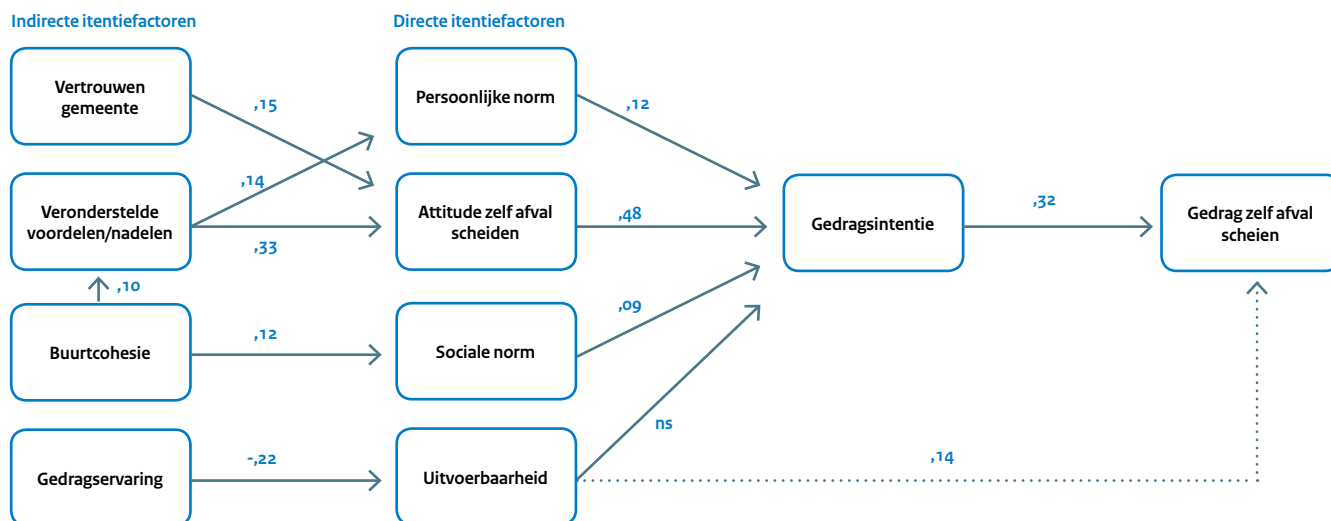 Indirecte itentiefactoren
Directe itentiefactoren
Vertrouwen
gemeente
Persoonlijke norm
,15
,12
,14
Veronderstelde
voordelen/nadelen
Attitude zelf afval
scheiden
,48
Gedragsintentie
,32
Gedrag zelf afval
scheien
,33
,10
,09
Buurtcohesie
,12
Sociale norm
ns
Gedragservaring
-,22
Uitvoerbaarheid
,14